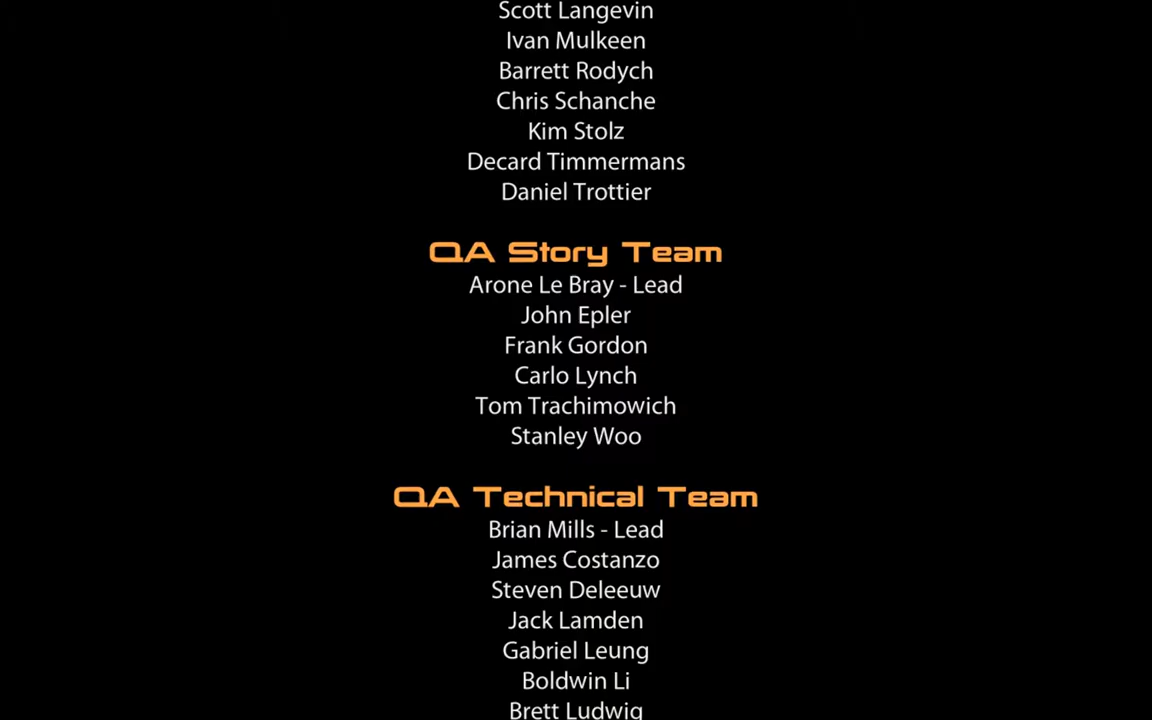 Scott Langevin
Ivan Mulkeen
Barrett Rodych
Chris Schanche
Kim Stolz
Decard Timmermans
Daniel Trottier
QA Story Team
Arone Le Bray - Lead
John Epler
Frank Gordon
Carlo Lynch
Tom Trachimowich
Stanley Woo
QA Technical Team
Brian Mills - Lead
James Costanzo
Steven Deleeuw
Jack Lamden
Gabriel Leung
Boldwin Li
Brett Ludwig